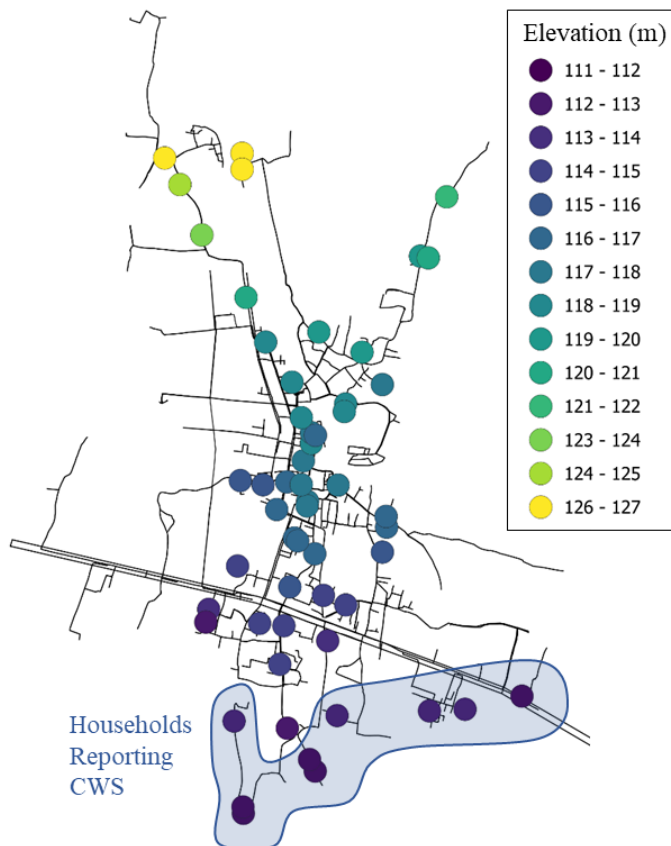 Elevation (m)
111 - 112
112 - 113
113 - 114
114 - 115
115 - 116
116 - 117
117 - 118
118 - 119
119 - 120
120 - 121
121 - 122
123 - 124
124 - 125
126 - 127
Households
Reporting
CWS